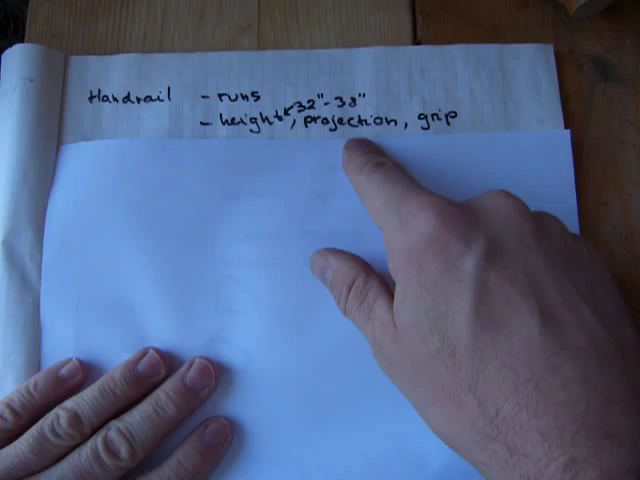 Handrail - runs
32"-38"
- height, projection, grip